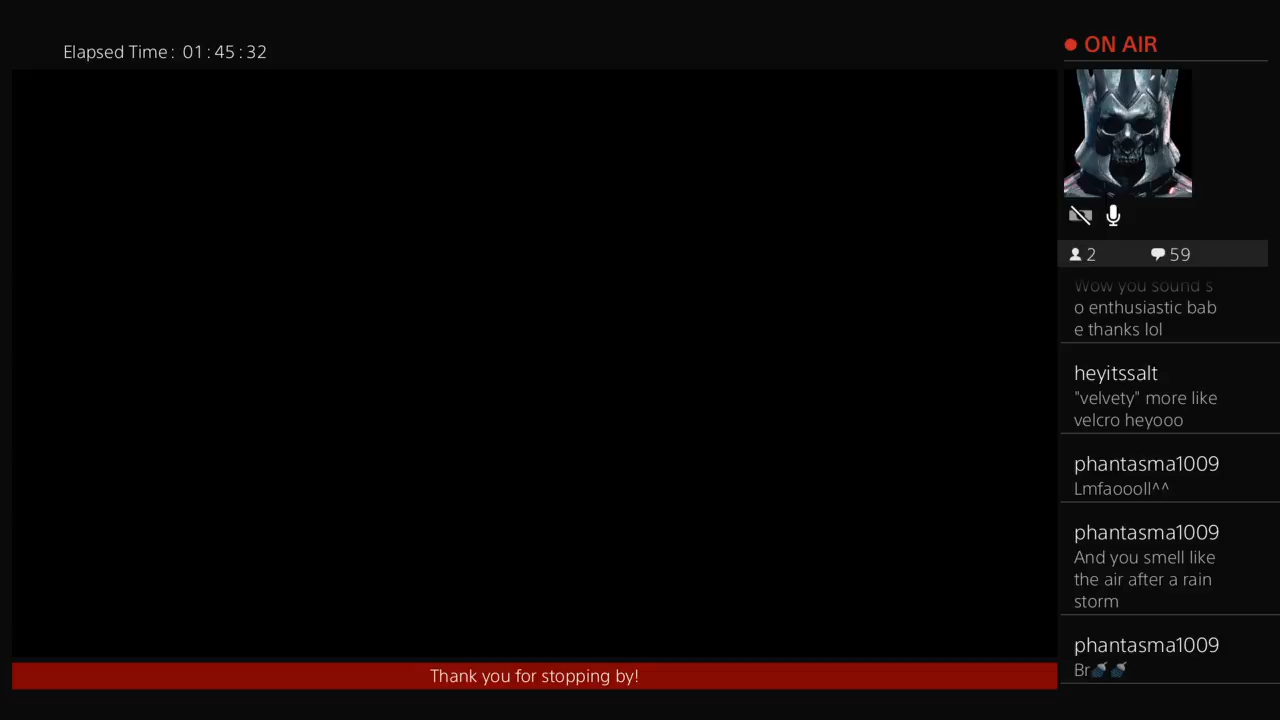 Elapsed Time: 01:45:32
ON AIR
2 59
Wow you sound s
o enthusiastic bab
e thanks lol
heyitssalt
"velvety" more like
velcro heyooo
phantasma1009
Lmfaoooll^^
phantasma1009
And you smell like
the air after a rain
storm
phantasma1009
Br
Thank you for stopping by!